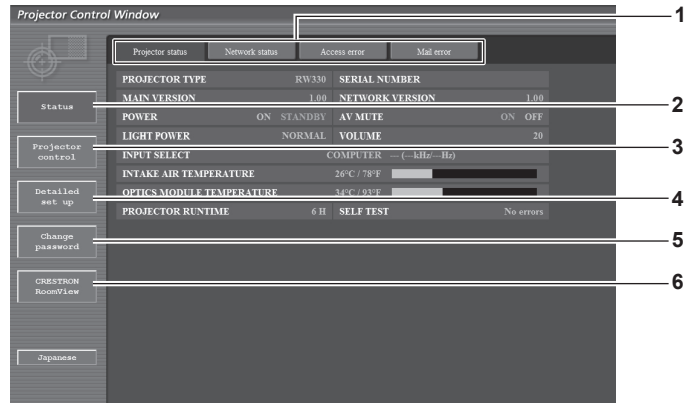 Projector Control Window
1
Projector status Network status Access error Mail error
PROJECTOR TYPE RW330 SERIAL NUMBER
MAIN VERSION 1.00 NETWORK VERSION 1.00
POWER ON STANDBY AV MUTE ON OFF
LIGHT POWER NORMAL VOLUME 20
INPUT SELECT COMPUTER --- (---kHz/---Hz)
INTAKE AIR TEMPERATURE 26°C / 78°F
OPTICS MODULE TEMPERATURE 34°C / 93°F
PROJECTOR RUNTIME 6 H SELF TEST No errors
Status
2
Projector
control
3
Detailed
set up
4
Change
password
5
CRESTRON
RoomView
6
Japanese